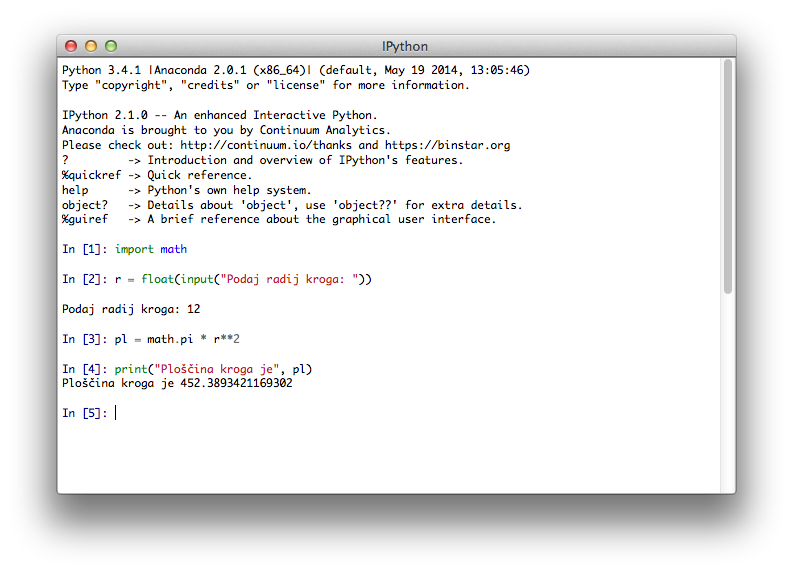 IPython
Python 3.4.1 |Anaconda 2.0.1 (x86_64)| (default, May 19 2014, 13:05:46)
Type "copyright", "credits" or "license" for more information.
IPython 2.1.0 -- An enhanced Interactive Python.
Anaconda is brought to you by Continuum Analytics.
Please check out: http://continuum.io/thanks and https://binstar.org
?         -> Introduction and overview of IPython's features.
%quickref -> Quick reference.
help      -> Python's own help system.
object?   -> Details about 'object', use 'object??' for extra details.
%guiref   -> A brief reference about the graphical user interface.
In [1]: import math
In [2]: r = float(input("Podaj radij kroga: "))
Podaj radij kroga: 12
In [3]: pl = math.pi * r**2
In [4]: print("Ploščina kroga je", pl)
Ploščina kroga je 452.3893421169302
In [5]: